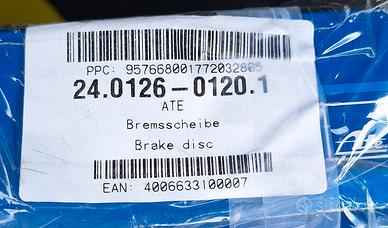 PPC: 957668001772032805
24.0126-0120.1
ATE
Bremsscheibe
Brake disc
EAN: 4006633100007